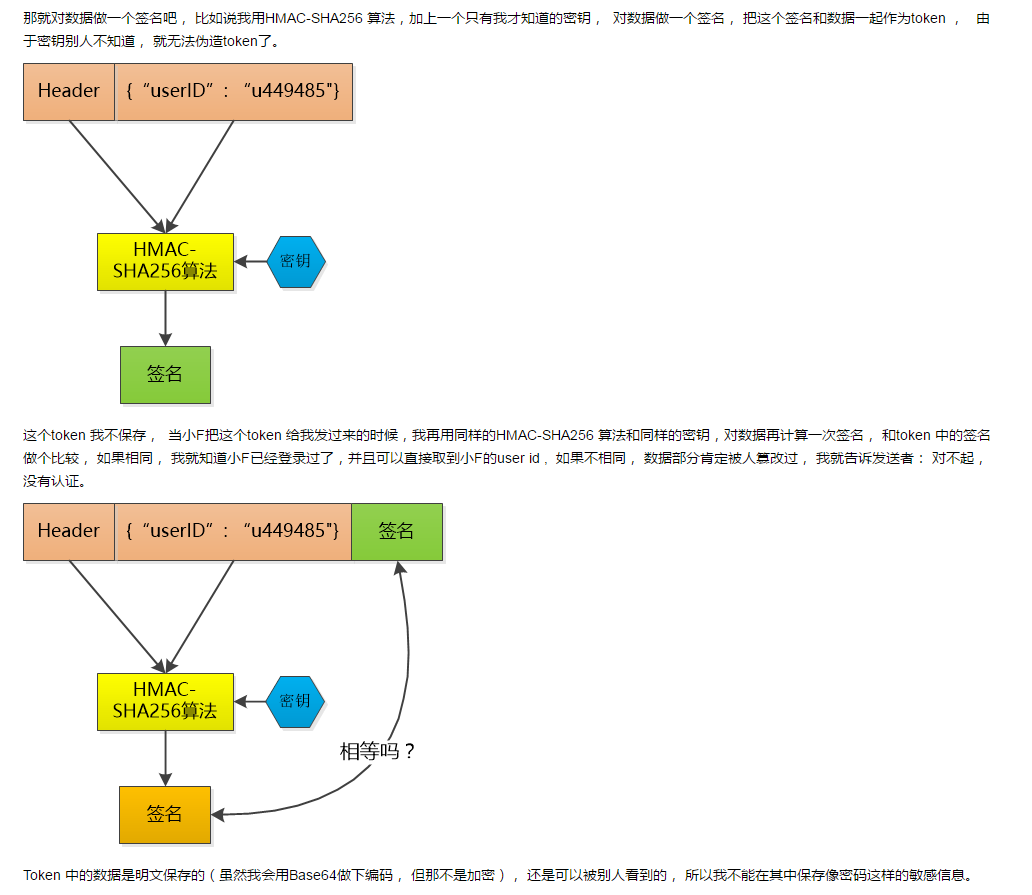 那就对数据做一个签名吧， 比如说我用HMAC-SHA256 算法，加上一个只有我才知道的密钥， 对数据做一个签名， 把这个签名和数据一起作为token ， 由
于密钥别人不知道， 就无法伪造token了。
Header {“userID”：“u449485"}
HMAC-
SHA256算法
密钥
签名
这个token 我不保存， 当小F把这个token 给我发过来的时候，我再用同样的HMAC-SHA256 算法和同样的密钥，对数据再计算一次签名， 和token 中的签名
做个比较， 如果相同， 我就知道小F已经登录过了，并且可以直接取到小F的user id ,  如果不相同， 数据部分肯定被人篡改过， 我就告诉发送者： 对不起，
没有认证。
Header {“userID”：“u449485"} 签名
HMAC-
SHA256算法
密钥
相等吗？
签名
Token 中的数据是明文保存的（虽然我会用Base64做下编码， 但那不是加密）， 还是可以被别人看到的， 所以我不能在其中保存像密码这样的敏感信息。